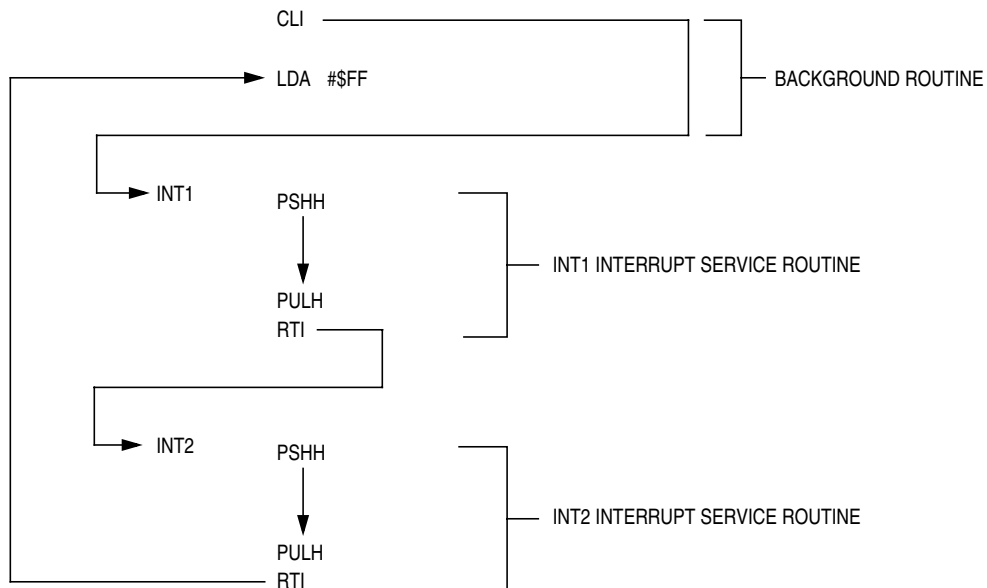 CLI
LDA #$FF
BACKGROUND ROUTINE
INT1
PSHH
INT1 INTERRUPT SERVICE ROUTINE
PULH
RTI
INT2
PSHH
INT2 INTERRUPT SERVICE ROUTINE
PULH
RTI